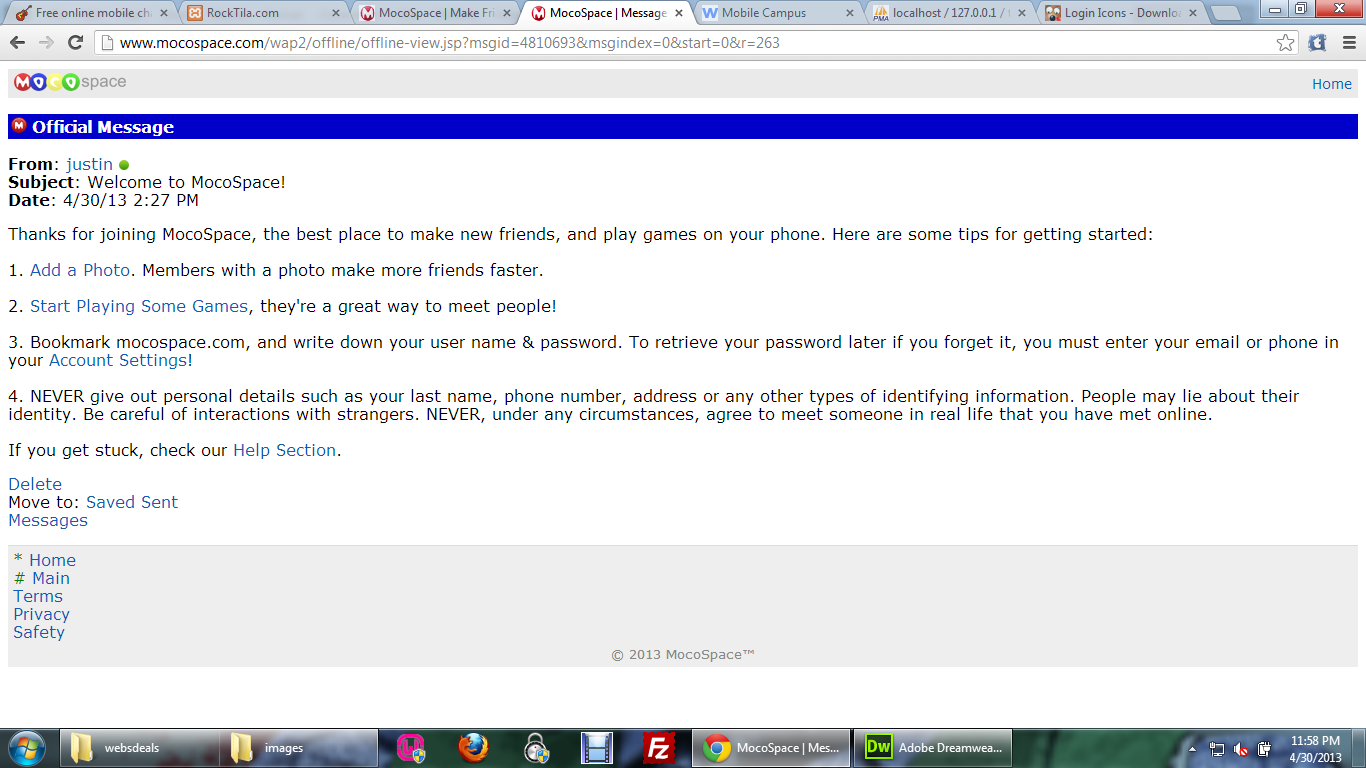 Free online mobile cha
RockTila.com
MocoSpace | Make Fri
MocoSpace | Message
Mobile Campus
PMA
localhost / 127.0.0.1 /
Login Icons - Downloa
www.mocospace.com/wap2/offline/offline-view.jsp?msgid=4810693&msgindex=0&start=0&r=263
MOCOspace
Home
M Official Message
From: justin
Subject: Welcome to MocoSpace!
Date: 4/30/13 2:27 PM
Thanks for joining MocoSpace, the best place to make new friends, and play games on your phone. Here are some tips for getting started:
1. Add a Photo. Members with a photo make more friends faster.
2. Start Playing Some Games, they're a great way to meet people!
3. Bookmark mocospace.com, and write down your user name & password. To retrieve your password later if you forget it, you must enter your email or phone in
your Account Settings!
4. NEVER give out personal details such as your last name, phone number, address or any other types of identifying information. People may lie about their
identity. Be careful of interactions with strangers. NEVER, under any circumstances, agree to meet someone in real life that you have met online.
If you get stuck, check our Help Section.
Delete
Move to: Saved Sent
Messages
* Home
# Main
Terms
Privacy
Safety
© 2013 MocoSpace™
websdeals
images
Fz
MocoSpace | Mes...
Dw
Adobe Dreamwea...
11:58 PM
4/30/2013